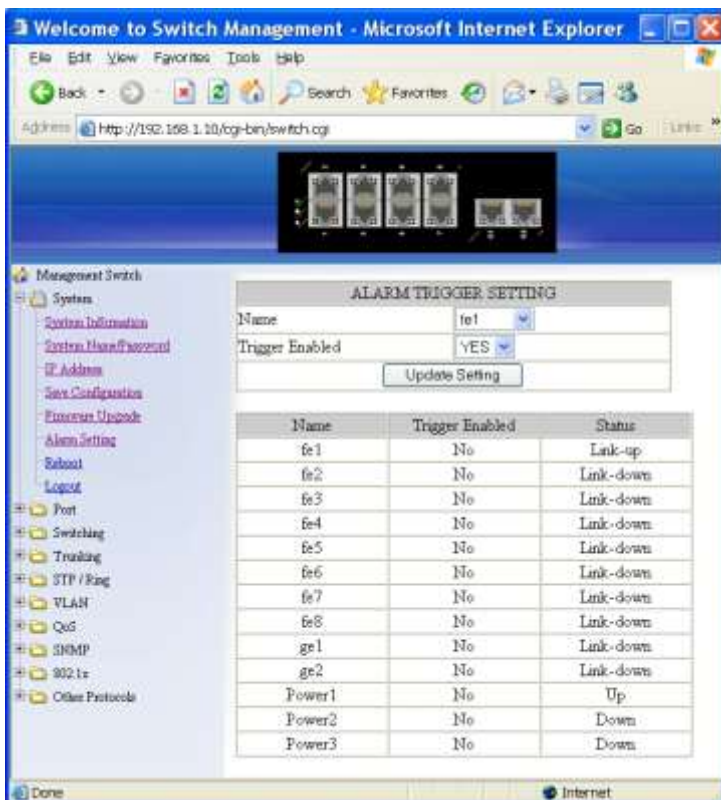 Welcome to Switch Management - Microsoft Internet Explorer
File Edit View Favorites Tools Help
Back Search Favorites
Address http://192.168.1.10/cgi-bin/switch.cgi Go Links »
Management Switch
System
System Information
System Name/Password
IP Address
Save Configuration
Firmware Upgrade
Alarm Setting
Reboot
Logout
Port
Switching
Trunking
STP / Ring
VLAN
QoS
SNMP
802.1x
Other Protocols
ALARM TRIGGER SETTING
Name fe1
Trigger Enabled YES
Update Setting
Name Trigger Enabled Status
fe1 No Link-up
fe2 No Link-down
fe3 No Link-down
fe4 No Link-down
fe5 No Link-down
fe6 No Link-down
fe7 No Link-down
fe8 No Link-down
ge1 No Link-down
ge2 No Link-down
Power1 No Up
Power2 No Down
Power3 No Down
Done Internet